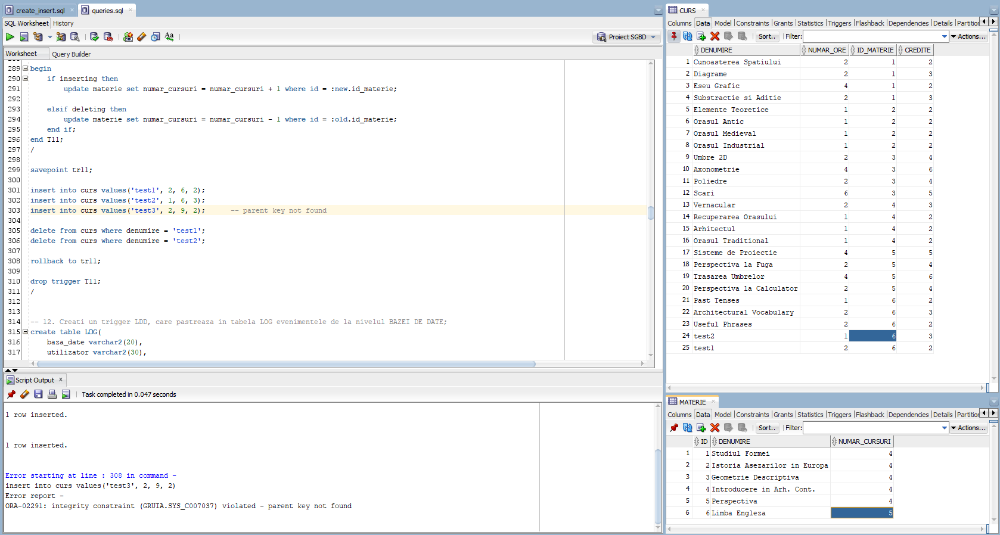 create_insert.sql
queries.sql
SQL Worksheet History
Project SGBD
Worksheet Query Builder
289 begin
290 if inserting then
291 update materie set numar_cursuri = numar_cursuri + 1 where id = :new.id_materie;
292
293 elsif deleting then
294 update materie set numar_cursuri = numar_cursuri - 1 where id = :old.id_materie;
295 end if;
296 end T11;
297 /
298
299 savepoint tr11;
300
301 insert into curs values('test1', 2, 6, 2);
302 insert into curs values('test2', 1, 6, 3);
303 insert into curs values('test3', 2, 9, 2); -- parent key not found
304
305 delete from curs where denumire = 'test1';
306 delete from curs where denumire = 'test2';
307
308 rollback to tr11;
309
310 drop trigger T11;
311 /
312
313
314 -- 12. Creati un trigger LDD, care pastreaza in tabela LOG evenimentele de la nivelul BAZEI DE DATE;
315 create table LOG(
316 baza_date varchar2(20),
317 utilizator varchar2(30),
Script Output
Task completed in 0.047 seconds
1 row inserted.
1 row inserted.
Error starting at line : 308 in command -
insert into curs values('test3', 2, 9, 2)
Error report -
ORA-02291: integrity constraint (GRUIA.SYS_C007037) violated - parent key not found
CURS
Columns Data Model Constraints Grants Statistics Triggers Flashback Dependencies Details Partition
Sort.. Filter: Actions...
DENUMIRE NUMAR_ORE ID_MATERIE CREDITE
1 Cunoasterea Spatiului 2 1 2
2 Diagrame 2 1 3
3 Eseu Grafic 4 1 2
4 Substractie si Aditie 2 1 3
5 Elemente Teoretice 1 2 2
6 Orasul Antic 1 2 2
7 Orasul Medieval 1 2 2
8 Orasul Industrial 1 2 2
9 Umbre 2D 2 3 4
10 Axonometrie 4 3 6
11 Poliedre 2 3 4
12 Scari 6 3 5
13 Vernacular 2 4 3
14 Recuperarea Orasului 1 4 2
15 Arhitectul 1 4 2
16 Orasul Traditional 1 4 2
17 Sisteme de Proiectie 4 5 5
18 Perspectiva la Fuga 2 5 4
19 Trasarea Umbrelor 4 5 6
20 Perspectiva la Calculator 2 5 4
21 Past Tenses 1 6 2
22 Architectural Vocabulary 2 6 3
23 Useful Phrases 2 6 2
24 test2 1 6 3
25 test1 2 6 2
MATERIE
Columns Data Model Constraints Grants Statistics Triggers Flashback Dependencies Details Partition
Sort.. Filter: Actions...
ID DENUMIRE NUMAR_CURSURI
1 1 Studiul Formei 4
2 2 Istoria Asezarilor in Europa 4
3 3 Geometrie Descriptiva 4
4 4 Introducere in Arh. Cont. 4
5 5 Perspectiva 4
6 6 Limba Engleza 5